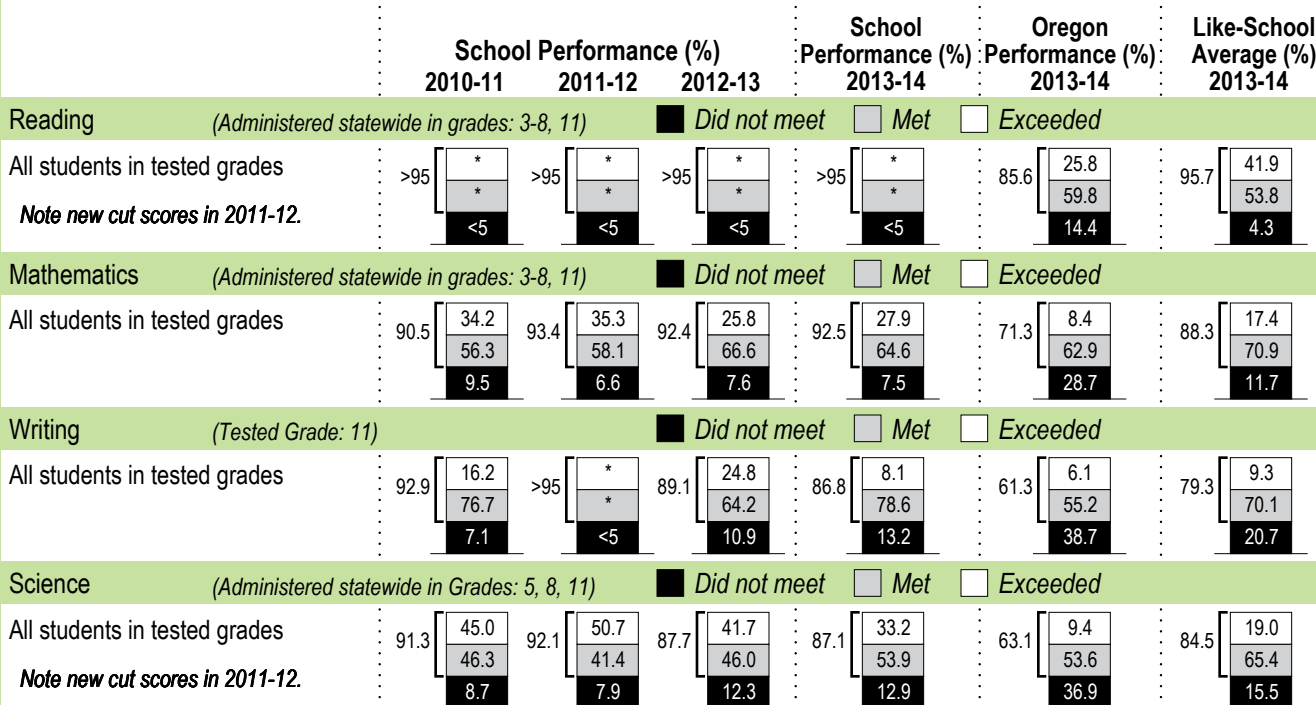 School Performance (%)
2010-11 2011-12 2012-13
School
Performance (%)
2013-14
Oregon
Performance (%)
2013-14
Like-School
Average (%)
2013-14
Reading (Administered statewide in grades: 3-8, 11) Did not meet Met Exceeded
All students in tested grades
Note new cut scores in 2011-12.
>95 * >95 * >95 * >95 * 85.6 25.8 95.7 41.9
* * * * 59.8 53.8
<5 <5 <5 <5 14.4 4.3
Mathematics (Administered statewide in grades: 3-8, 11) Did not meet Met Exceeded
All students in tested grades
90.5 34.2 93.4 35.3 92.4 25.8 92.5 27.9 71.3 8.4 88.3 17.4
56.3 58.1 66.6 64.6 62.9 70.9
9.5 6.6 7.6 7.5 28.7 11.7
Writing (Tested Grade: 11) Did not meet Met Exceeded
All students in tested grades
92.9 16.2 >95 * 89.1 24.8 86.8 8.1 61.3 6.1 79.3 9.3
76.7 * 64.2 78.6 55.2 70.1
7.1 <5 10.9 13.2 38.7 20.7
Science (Administered statewide in Grades: 5, 8, 11) Did not meet Met Exceeded
All students in tested grades
Note new cut scores in 2011-12.
91.3 45.0 92.1 50.7 87.7 41.7 87.1 33.2 63.1 9.4 84.5 19.0
46.3 41.4 46.0 53.9 53.6 65.4
8.7 7.9 12.3 12.9 36.9 15.5